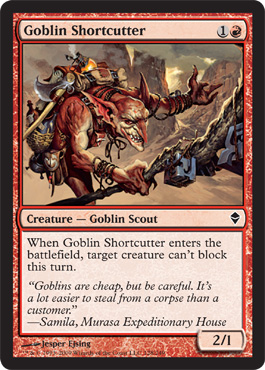 Goblin Shortcutter 1
Creature — Goblin Scout
When Goblin Shortcutter enters the
battlefield, target creature can't block
this turn.
"Goblins are cheap, but be careful. It's
a lot easier to steal from a corpse than a
customer."
—Samila, Murasa Expeditionary House
Jesper Ejsing
2/1